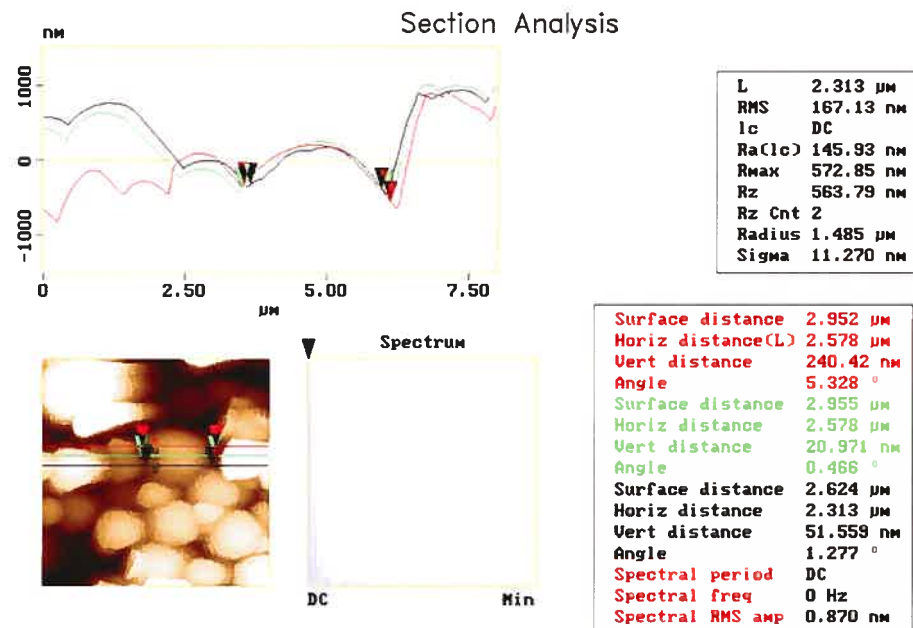 Section Analysis
nM
1000
0
-1000
0 2.50 5.00 7.50
µM
L 2.313 µM
RMS 167.13 nM
lc DC
Ra(lc) 145.93 nM
Rmax 572.85 nM
Rz 563.79 nM
Rz Cnt 2
Radius 1.485 µM
Sigma 11.270 nM
Surface distance 2.952 µM
Horiz distance(L) 2.578 µM
Vert distance 240.42 nM
Angle 5.328 °
Surface distance 2.955 µM
Horiz distance 2.578 µM
Vert distance 20.971 nM
Angle 0.466 °
Surface distance 2.624 µM
Horiz distance 2.313 µM
Vert distance 51.559 nM
Angle 1.277 °
Spectral period DC
Spectral freq 0 Hz
Spectral RMS amp 0.870 nM
Spectrum
DC Min